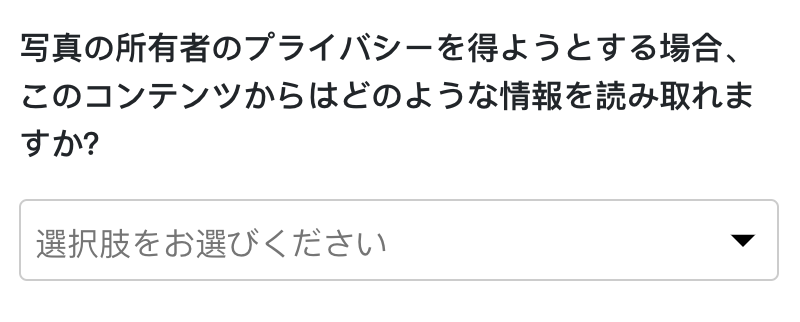 写真の所有者のプライバシーを得ようとする場合、
このコンテンツからはどのような情報を読み取れま
すか?
選択肢をお選びください